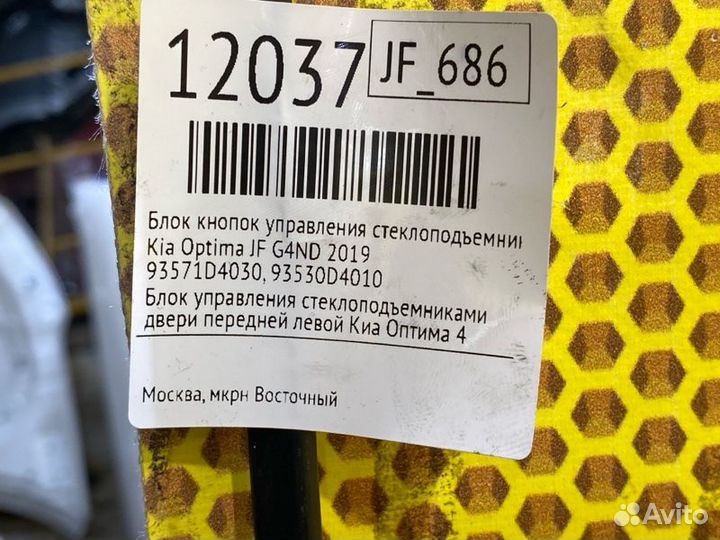 12037
JF_686
Блок кнопок управления стеклоподъемник
Kia Optima JF G4ND 2019
93571D4030, 93530D4010
Блок управления стеклоподъемниками
двери передней левой Киа Оптима 4
Москва, мкрн Восточный
Avito